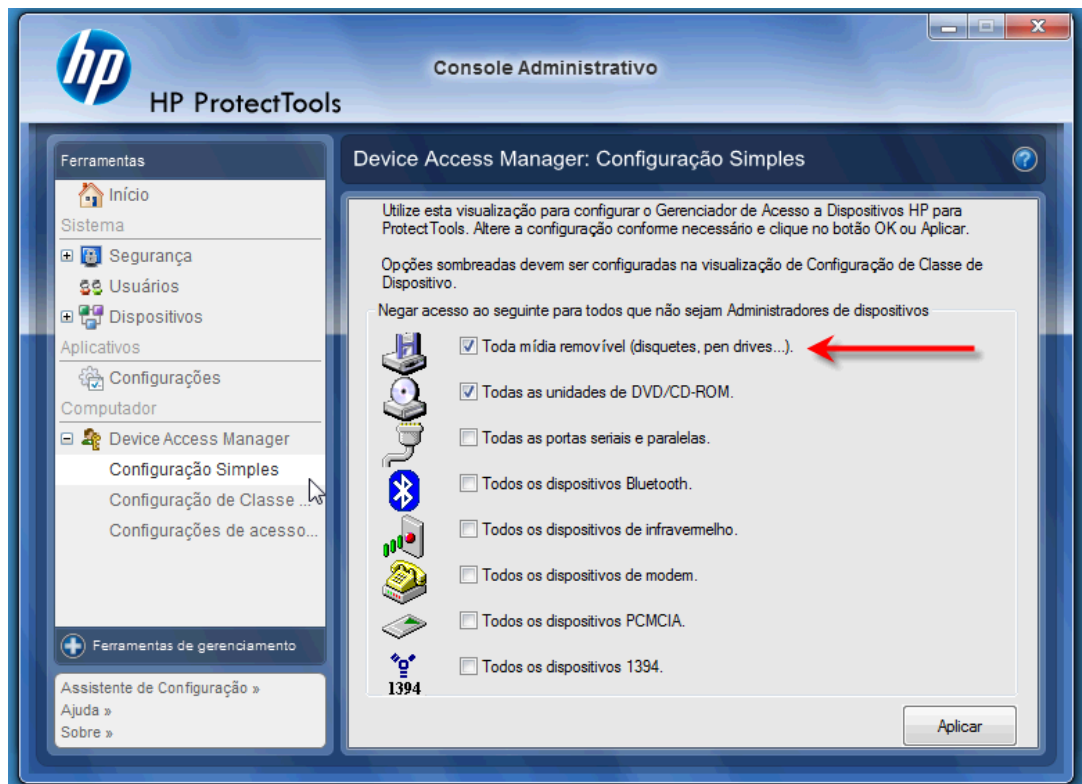 hp
HP ProtectTools
Console Administrativo
Ferramentas
Início
Sistema
Segurança
Usuários
Dispositivos
Aplicativos
Configurações
Computador
Device Access Manager
Configuração Simples
Configuração de Classe ...
Configurações de acesso...
Ferramentas de gerenciamento
Assistente de Configuração »
Ajuda »
Sobre »
Device Access Manager: Configuração Simples
?
Utilize esta visualização para configurar o Gerenciador de Acesso a Dispositivos HP para
ProtectTools. Altere a configuração conforme necessário e clique no botão OK ou Aplicar.
Opções sombreadas devem ser configuradas na visualização de Configuração de Classe de
Dispositivo.
Negar acesso ao seguinte para todos que não sejam Administradores de dispositivos
Toda mídia removível (disquetes, pen drives...).
Todas as unidades de DVD/CD-ROM.
Todas as portas seriais e paralelas.
Todos os dispositivos Bluetooth.
Todos os dispositivos de infravermelho.
Todos os dispositivos de modem.
Todos os dispositivos PCMCIA.
Todos os dispositivos 1394.
1394
Aplicar